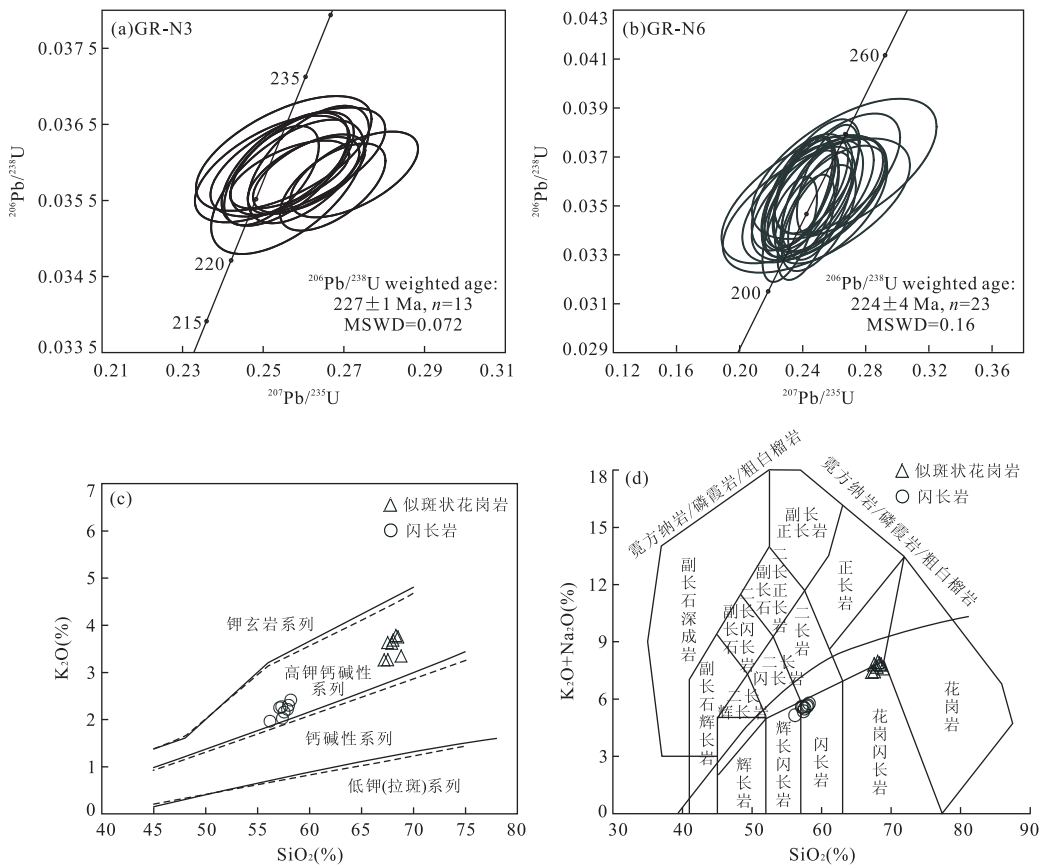 (a)GR-N3
0.0375
0.0365
0.0355
0.0345
0.0335
²⁰⁶Pb/²³⁸U
235
220
215
²⁰⁶Pb/²³⁸U weighted age:
227±1 Ma, n=13
MSWD=0.072
0.21
0.23
0.25
0.27
0.29
0.31
²⁰⁷Pb/²³⁵U
(b)GR-N6
0.043
0.041
0.039
0.037
0.035
0.033
0.031
0.029
²⁰⁶Pb/²³⁸U
260
200
²⁰⁶Pb/²³⁸U weighted age:
224±4 Ma, n=23
MSWD=0.16
0.12
0.16
0.20
0.24
0.28
0.32
0.36
²⁰⁷Pb/²³⁵U
(c)
似斑状花岗岩
闪长岩
7
6
5
4
3
2
1
0
K₂O(%)
钾玄岩系列
高钾钙碱性
系列
钙碱性系列
低钾(拉斑)系列
40
45
50
55
60
65
70
75
80
SiO₂(%)
(d)
似斑状花岗岩
闪长岩
霓方纳岩/磷霞岩/粗白榴岩
霓方纳岩/磷霞岩/粗白榴岩
18
15
12
9
6
3
0
K₂O+Na₂O(%)
副长
正长岩
副长石深成岩
副长石
二长正长岩
正长岩
副长石
二长闪长岩
二长岩
二长
闪长岩
副长石辉长岩
二长
辉长岩
辉长岩
辉长闪长岩
闪长岩
花岗闪长岩
花岗岩
30
40
50
60
70
80
90
SiO₂(%)